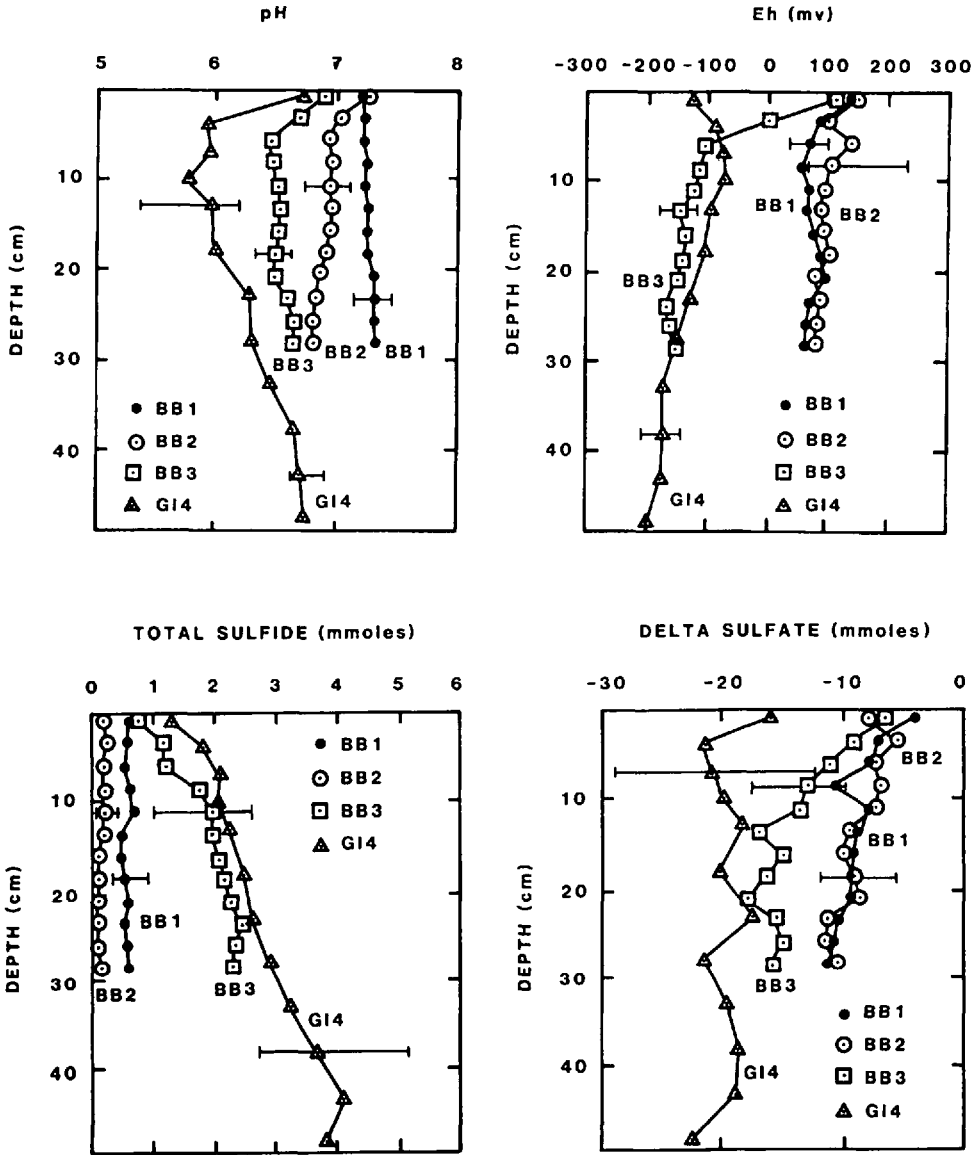 pH
5 6 7 8
DEPTH (cm)
10
20
30
40
BB3
BB2
BB1
BB1
BB2
BB3
GI4
GI4
Eh (mv)
-300 -200 -100 0 100 200 300
DEPTH (cm)
10
20
30
40
BB1
BB2
BB3
BB1
BB2
BB3
GI4
GI4
TOTAL SULFIDE (mmoles)
0 1 2 3 4 5 6
DEPTH (cm)
10
20
30
40
BB1
BB2
BB3
GI4
BB1
BB2
BB3
GI4
DELTA SULFATE (mmoles)
-30 -20 -10 0
DEPTH (cm)
10
20
30
40
BB2
BB1
BB3
GI4
BB1
BB2
BB3
GI4